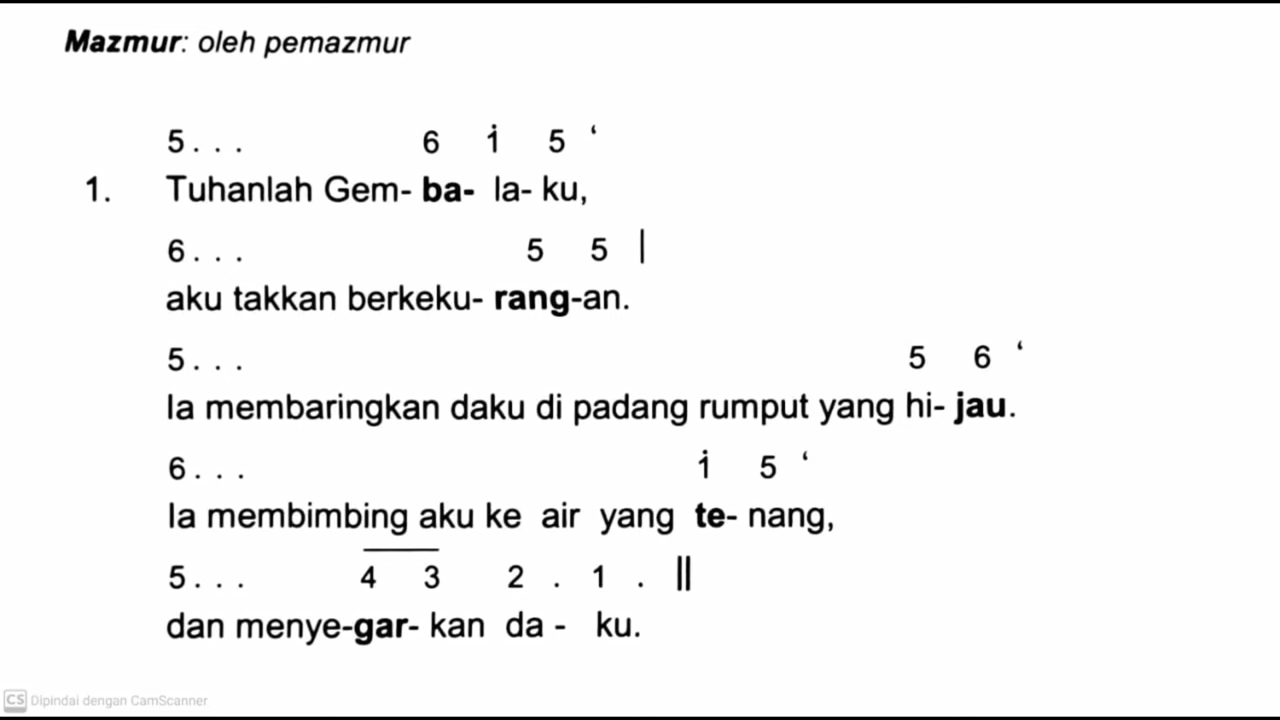 Mazmur: oleh pemazmur
5 . . . 6 i 5 ‘
1. Tuhanlah Gem- ba- la- ku,
6 . . . 5 5 |
aku takkan berkeku- rang-an.
5 . . . 5 6 ‘
Ia membaringkan daku di padang rumput yang hi- jau.
6 . . . i 5 ‘
Ia membimbing aku ke air yang te- nang,
5 . . . 4 3 2 . 1 . ||
dan menye-gar- kan da - ku.
CS Dipindai dengan CamScanner